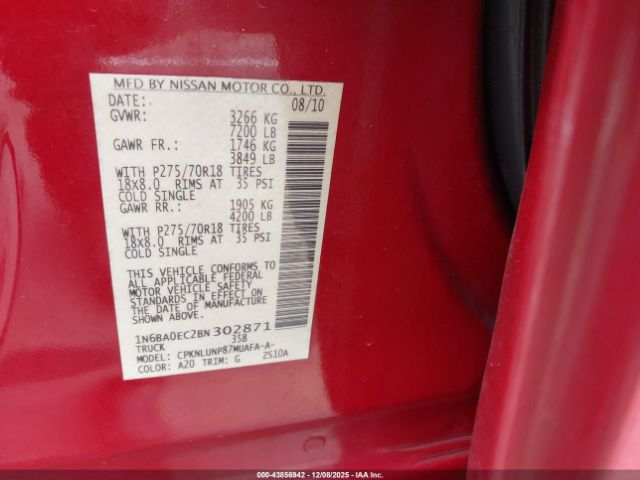 MFD BY NISSAN MOTOR CO., LTD.
DATE: 08/10
GVWR: 3266 KG
7200 LB
GAWR FR.: 1746 KG
3849 LB
WITH P275/70R18 TIRES
18X8.0 RIMS AT 35 PSI
COLD SINGLE
GAWR RR.: 1905 KG
4200 LB
WITH P275/70R18 TIRES
18X8.0 RIMS AT 35 PSI
COLD SINGLE
THIS VEHICLE CONFORMS TO
ALL APPLICABLE FEDERAL
MOTOR VEHICLE SAFETY
STANDARDS IN EFFECT ON
THE DATE OF MANUFACTURE
SHOWN ABOVE.
1N6BA0EC2BN302871
TRUCK 358
MODEL: CPKNLUNP87MUAFA-A-
COLOR: A20 TRIM: G ZS10A
000-43856942 • 12/08/2025 • IAA Inc.